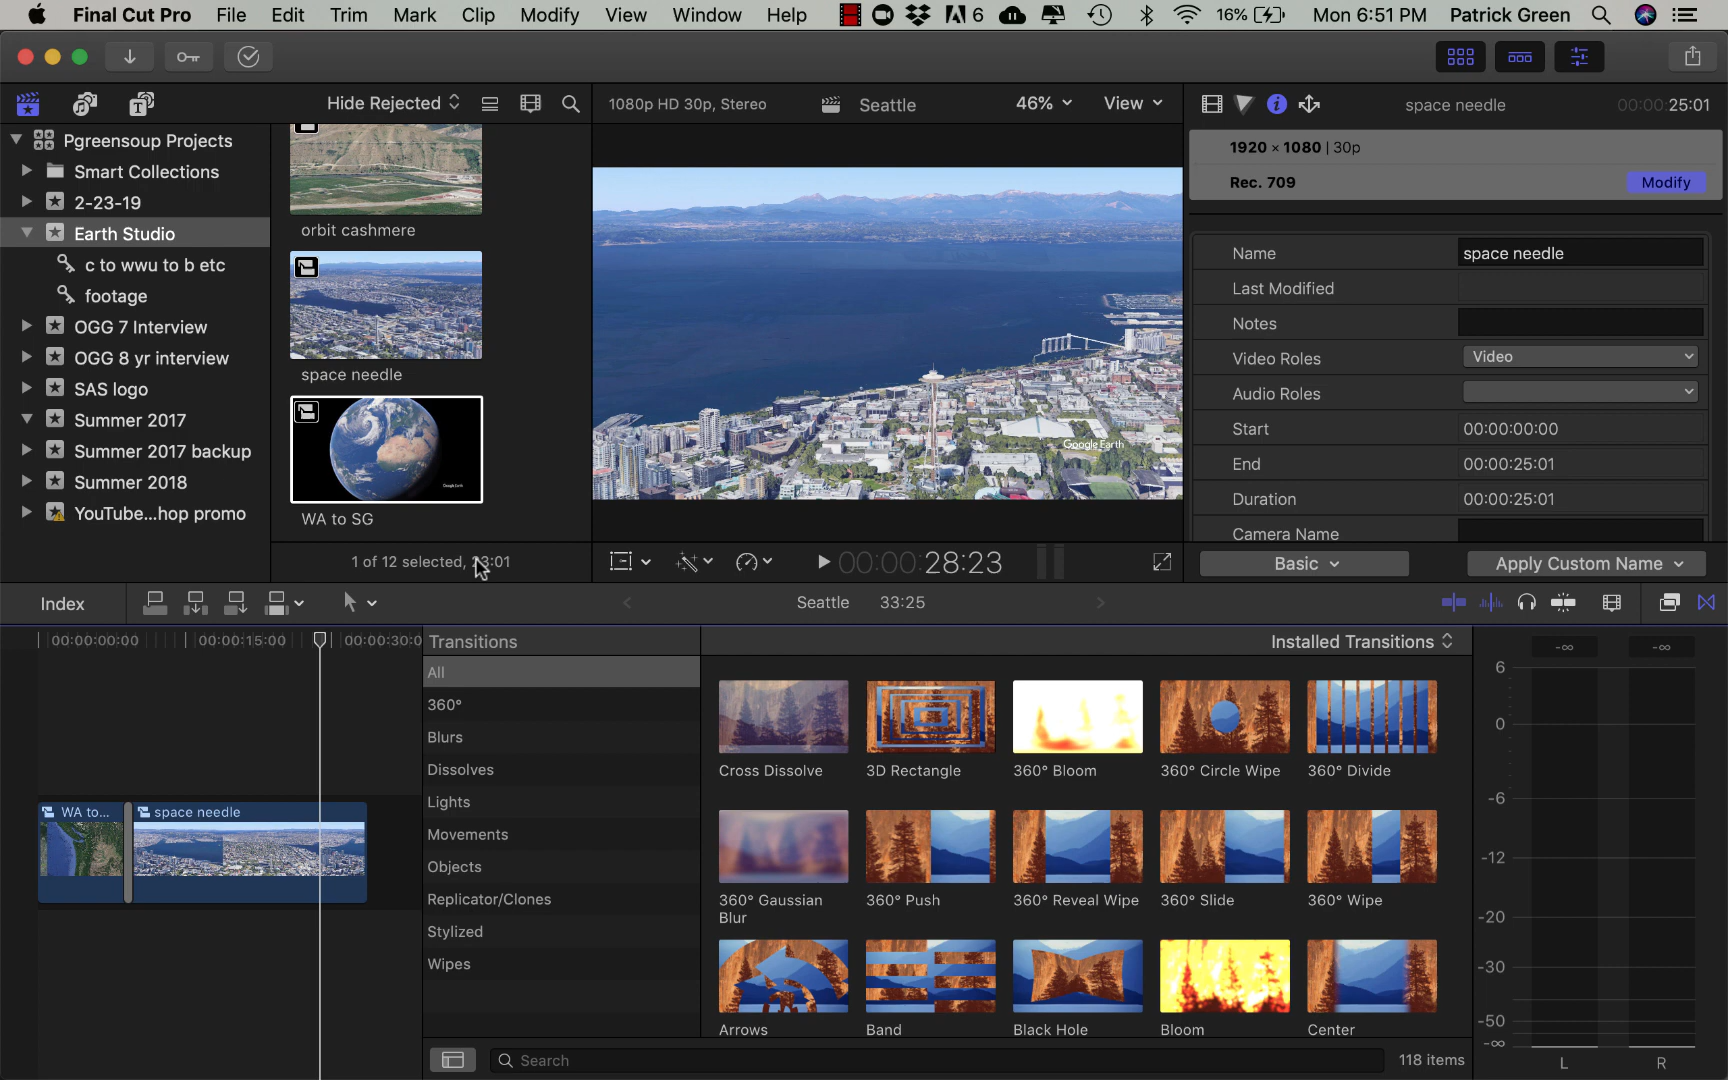 Final Cut Pro File Edit Trim Mark Clip Modify View Window Help 6 16% Mon 6:51 PM Patrick Green
Hide Rejected
1080p HD 30p, Stereo Seattle 46% View
space needle 00:00:25:01
Pgreensoup Projects
Smart Collections
2-23-19
Earth Studio
c to wwu to b etc
footage
OGG 7 Interview
OGG 8 yr interview
SAS logo
Summer 2017
Summer 2017 backup
Summer 2018
YouTube...hop promo
orbit cashmere
space needle
WA to SG
1 of 12 selected, 23:01
Google Earth
Google Earth
00:00:28:23
1920 × 1080 | 30p
Rec. 709 Modify
Name space needle
Last Modified
Notes
Video Roles Video
Audio Roles
Start 00:00:00:00
End 00:00:25:01
Duration 00:00:25:01
Camera Name
Basic Apply Custom Name
Index
Seattle 33:25
00:00:00:00 00:00:15:00 00:00:30:0
WA to... space needle
Transitions
All
360°
Blurs
Dissolves
Lights
Movements
Objects
Replicator/Clones
Stylized
Wipes
Installed Transitions
Cross Dissolve 3D Rectangle 360° Bloom 360° Circle Wipe 360° Divide
360° Gaussian Blur 360° Push 360° Reveal Wipe 360° Slide 360° Wipe
Arrows Band Black Hole Bloom Center
Search 118 items
-∞ -∞
6
0
-6
-12
-20
-30
-50
-∞
L R